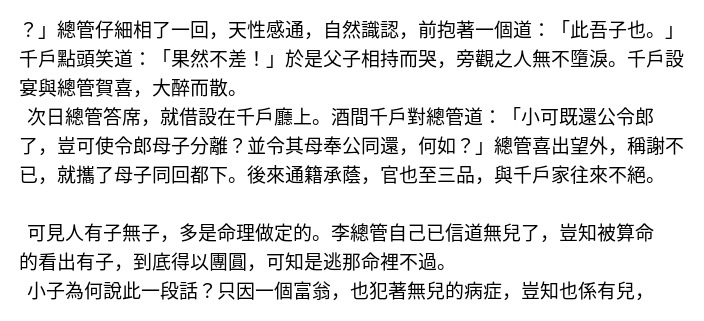 ？」總管仔細相了一回，天性感通，自然識認，前抱著一個道：「此吾子也。」
千戶點頭笑道：「果然不差！」於是父子相持而哭，旁觀之人無不墮淚。千戶設
宴與總管賀喜，大醉而散。
次日總管答席，就借設在千戶廳上。酒間千戶對總管道：「小可既還公令郎
了，豈可使令郎母子分離？並令其母奉公同還，何如？」總管喜出望外，稱謝不
已，就攜了母子同回都下。後來通籍承蔭，官也至三品，與千戶家往來不絕。
可見人有子無子，多是命理做定的。李總管自己已信道無兒了，豈知被算命
的看出有子，到底得以團圓，可知是逃那命裡不過。
小子為何說此一段話？只因一個富翁，也犯著無兒的病症，豈知也係有兒，